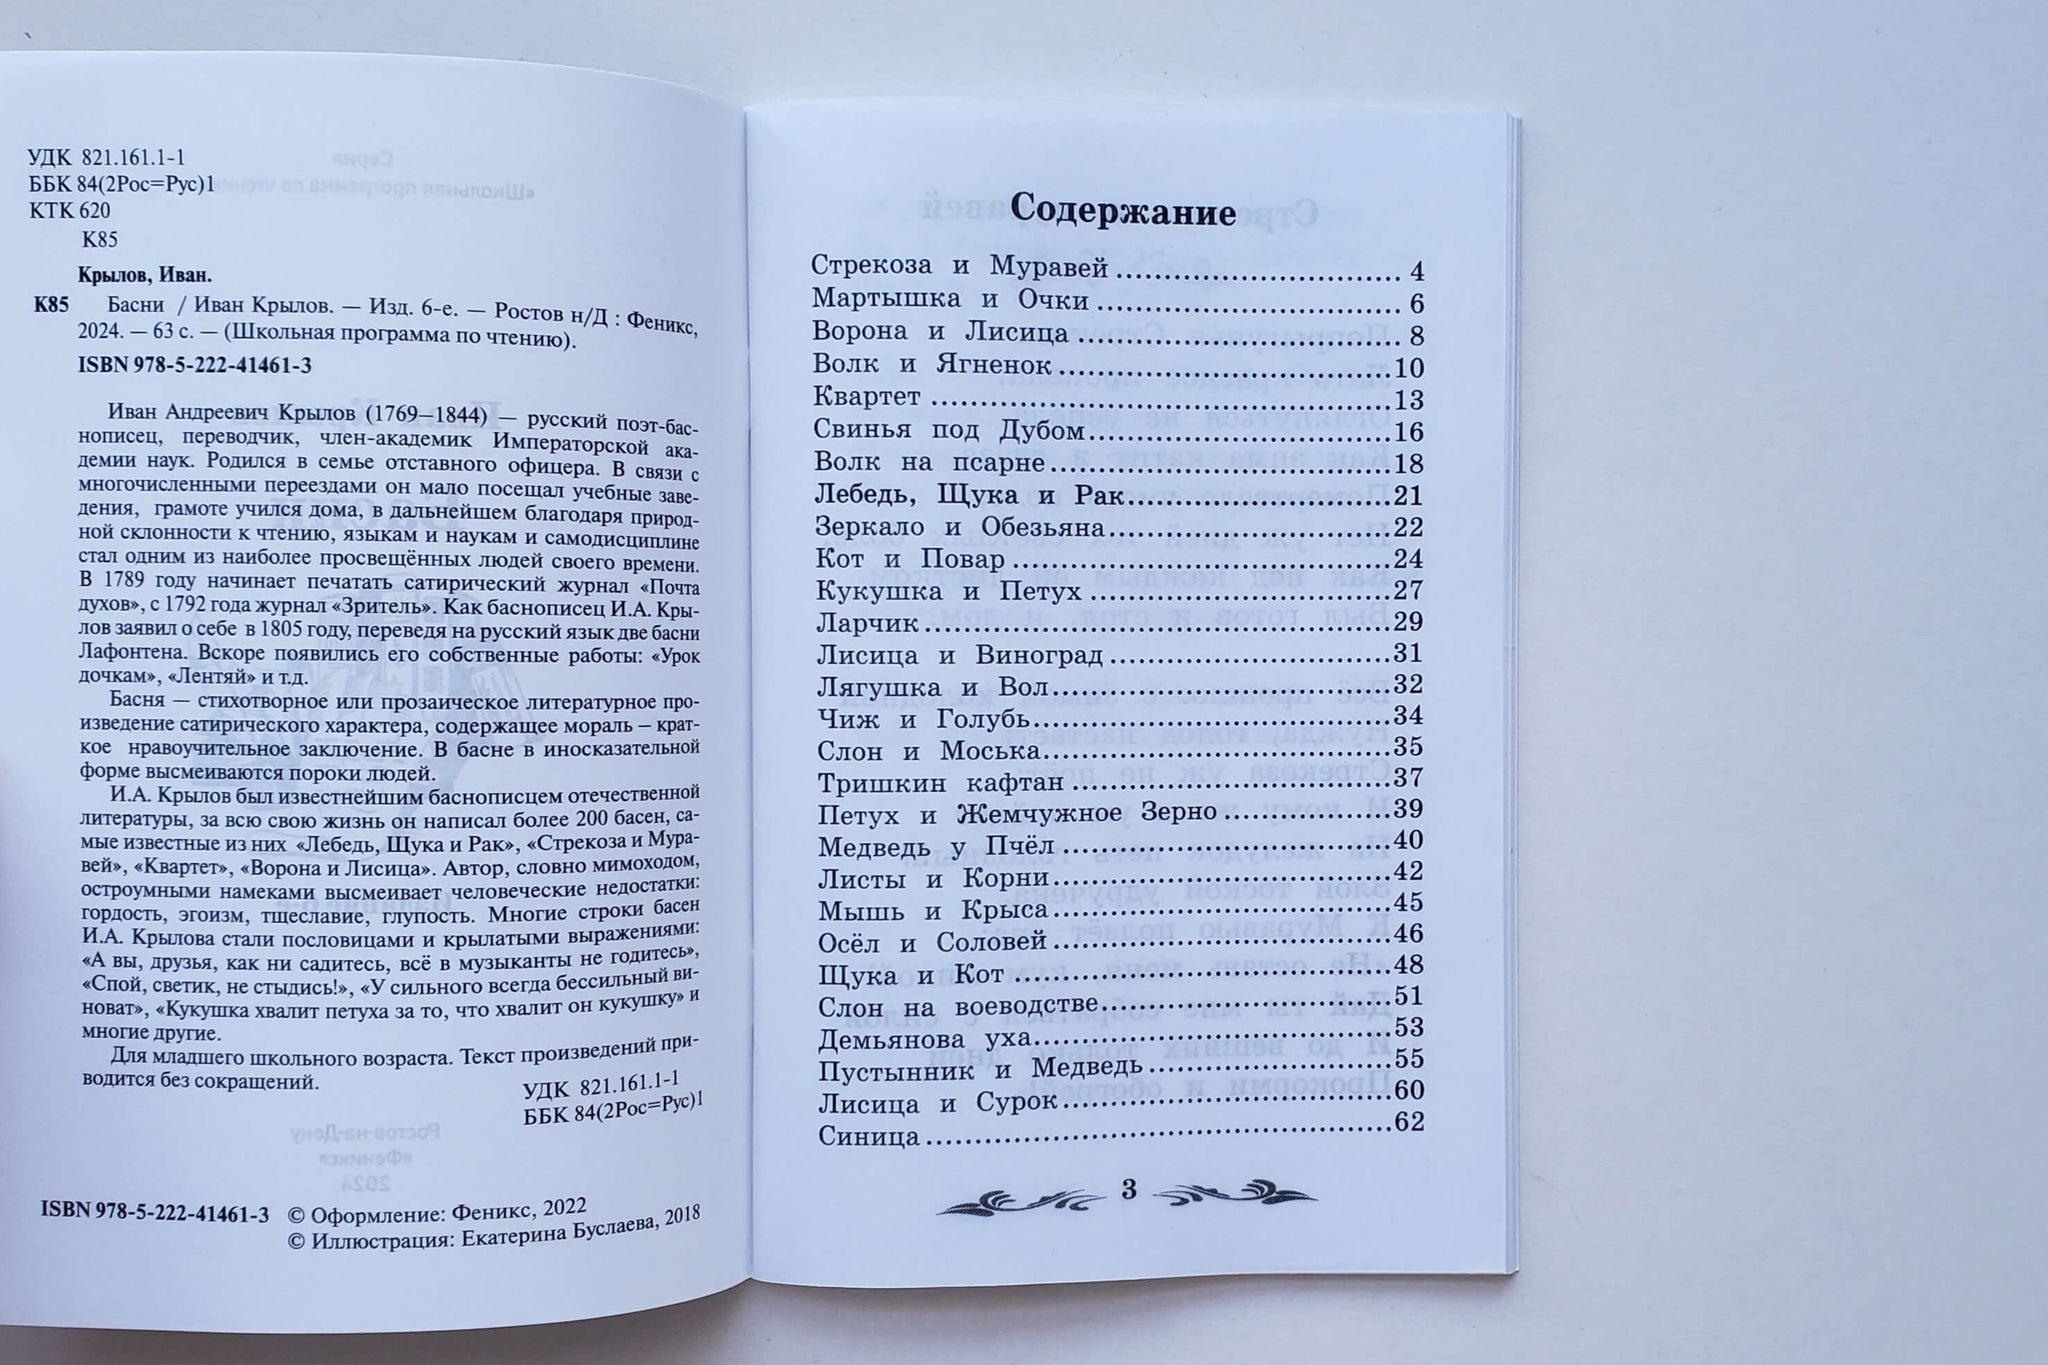 УДК 821.161.1-1
ББК 84(2Рос=Рус)1
КТК 620
К85
Крылов, Иван.
К85 Басни / Иван Крылов. — Изд. 6-е. — Ростов н/Д : Феникс,
2024. — 63 с. — (Школьная программа по чтению).
ISBN 978-5-222-41461-3
Иван Андреевич Крылов (1769–1844) — русский поэт-бас-
нописец, переводчик, член-академик Императорской ака-
демии наук. Родился в семье отставного офицера. В связи с
многочисленными переездами он мало посещал учебные заве-
дения, грамоте учился дома, в дальнейшем благодаря природ-
ной склонности к чтению, языкам и наукам и самодисциплине
стал одним из наиболее просвещённых людей своего времени.
В 1789 году начинает печатать сатирический журнал «Почта
духов», с 1792 года журнал «Зритель». Как баснописец И.А. Кры-
лов заявил о себе в 1805 году, переведя на русский язык две басни
Лафонтена. Вскоре появились его собственные работы: «Урок
дочкам», «Лентяй» и т.д.
Басня — стихотворное или прозаическое литературное про-
изведение сатирического характера, содержащее мораль – крат-
кое нравоучительное заключение. В басне в иносказательной
форме высмеиваются пороки людей.
И.А. Крылов был известнейшим баснописцем отечественной
литературы, за всю свою жизнь он написал более 200 басен, са-
мые известные из них «Лебедь, Щука и Рак», «Стрекоза и Мура-
вей», «Квартет», «Ворона и Лисица». Автор, словно мимоходом,
остроумными намеками высмеивает человеческие недостатки:
гордость, эгоизм, тщеславие, глупость. Многие строки басен
И.А. Крылова стали пословицами и крылатыми выражениями:
«А вы, друзья, как ни садитесь, всё в музыканты не годитесь»,
«Спой, светик, не стыдись!», «У сильного всегда бессильный ви-
новат», «Кукушка хвалит петуха за то, что хвалит он кукушку» и
многие другие.
Для младшего школьного возраста. Текст произведений при-
водится без сокращений.
УДК 821.161.1-1
ББК 84(2Рос=Рус)1
ISBN 978-5-222-41461-3 © Оформление: Феникс, 2022
© Иллюстрация: Екатерина Буслаева, 2018
Содержание
Стрекоза и Муравей 4
Мартышка и Очки 6
Ворона и Лисица 8
Волк и Ягненок 10
Квартет 13
Свинья под Дубом 16
Волк на псарне 18
Лебедь, Щука и Рак 21
Зеркало и Обезьяна 22
Кот и Повар 24
Кукушка и Петух 27
Ларчик 29
Лисица и Виноград 31
Лягушка и Вол 32
Чиж и Голубь 34
Слон и Моська 35
Тришкин кафтан 37
Петух и Жемчужное Зерно 39
Медведь у Пчёл 40
Листы и Корни 42
Мышь и Крыса 45
Осёл и Соловей 46
Щука и Кот 48
Слон на воеводстве 51
Демьянова уха 53
Пустынник и Медведь 55
Лисица и Сурок 60
Синица 62
3